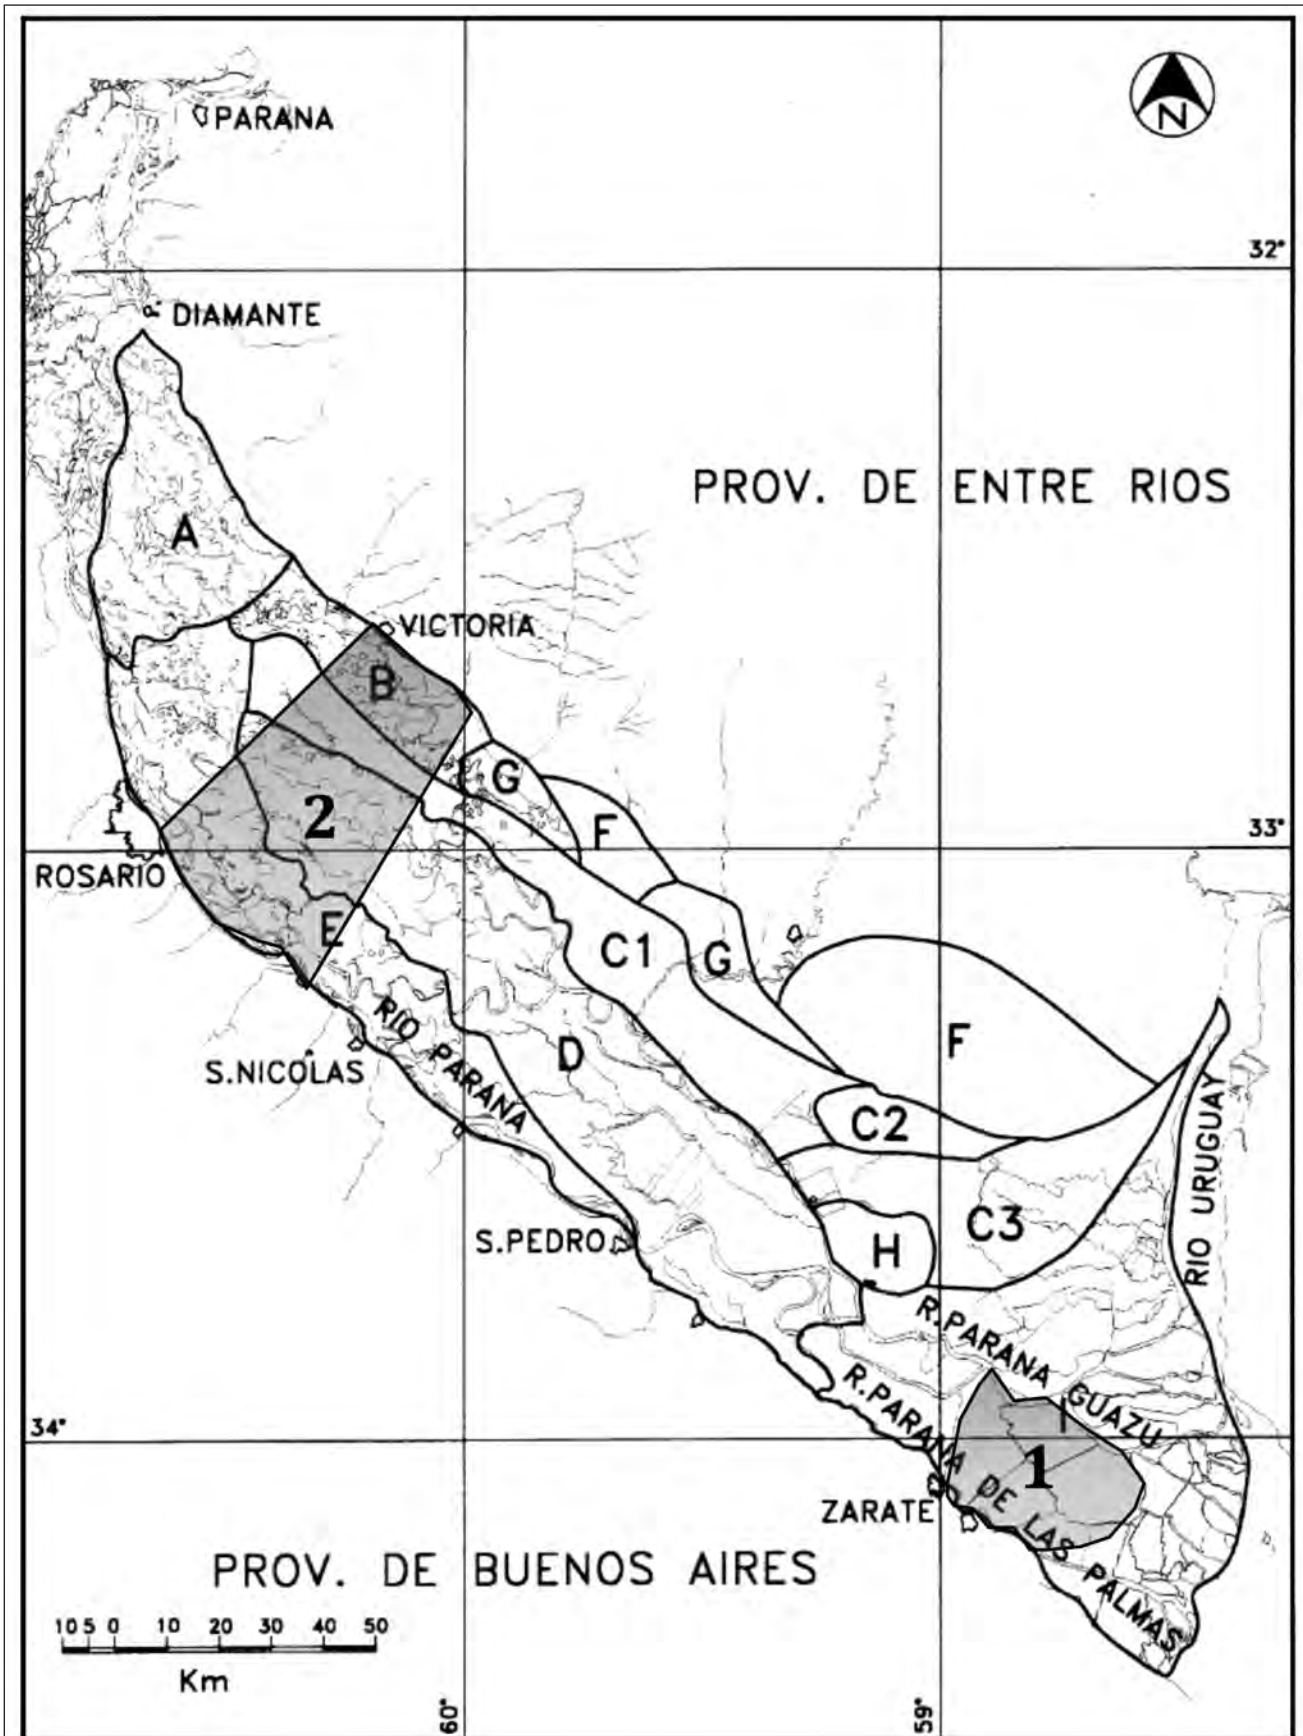 N
PARANA
32°
DIAMANTE
PROV. DE ENTRE RIOS
A
VICTORIA
B
G
2
F
33°
ROSARIO
E
C1
G
RIO PARANA
F
D
S.NICOLAS
C2
RIO URUGUAY
C3
S.PEDRO
H
R.PARANA GUAZU
R.PARANA DE LAS PALMAS
I
34°
1
ZARATE
PROV. DE BUENOS AIRES
10 5 0 10 20 30 40 50
Km
60°
59°